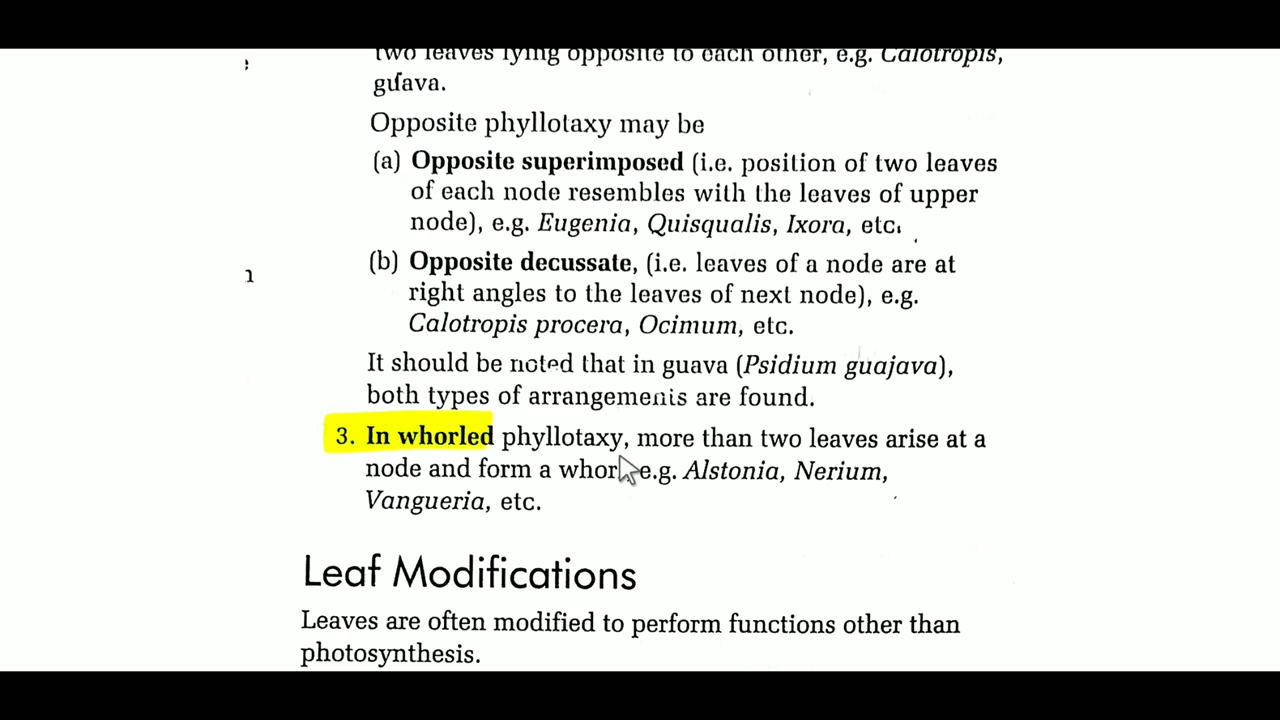 two leaves lying opposite to each other, e.g. Calotropis,
guava.
Opposite phyllotaxy may be
(a) Opposite superimposed (i.e. position of two leaves
of each node resembles with the leaves of upper
node), e.g. Eugenia, Quisqualis, Ixora, etc.
(b) Opposite decussate, (i.e. leaves of a node are at
right angles to the leaves of next node), e.g.
Calotropis procera, Ocimum, etc.
It should be noted that in guava (Psidium guajava),
both types of arrangements are found.
3. In whorled phyllotaxy, more than two leaves arise at a
node and form a whorl e.g. Alstonia, Nerium,
Vangueria, etc.
Leaf Modifications
Leaves are often modified to perform functions other than
photosynthesis.